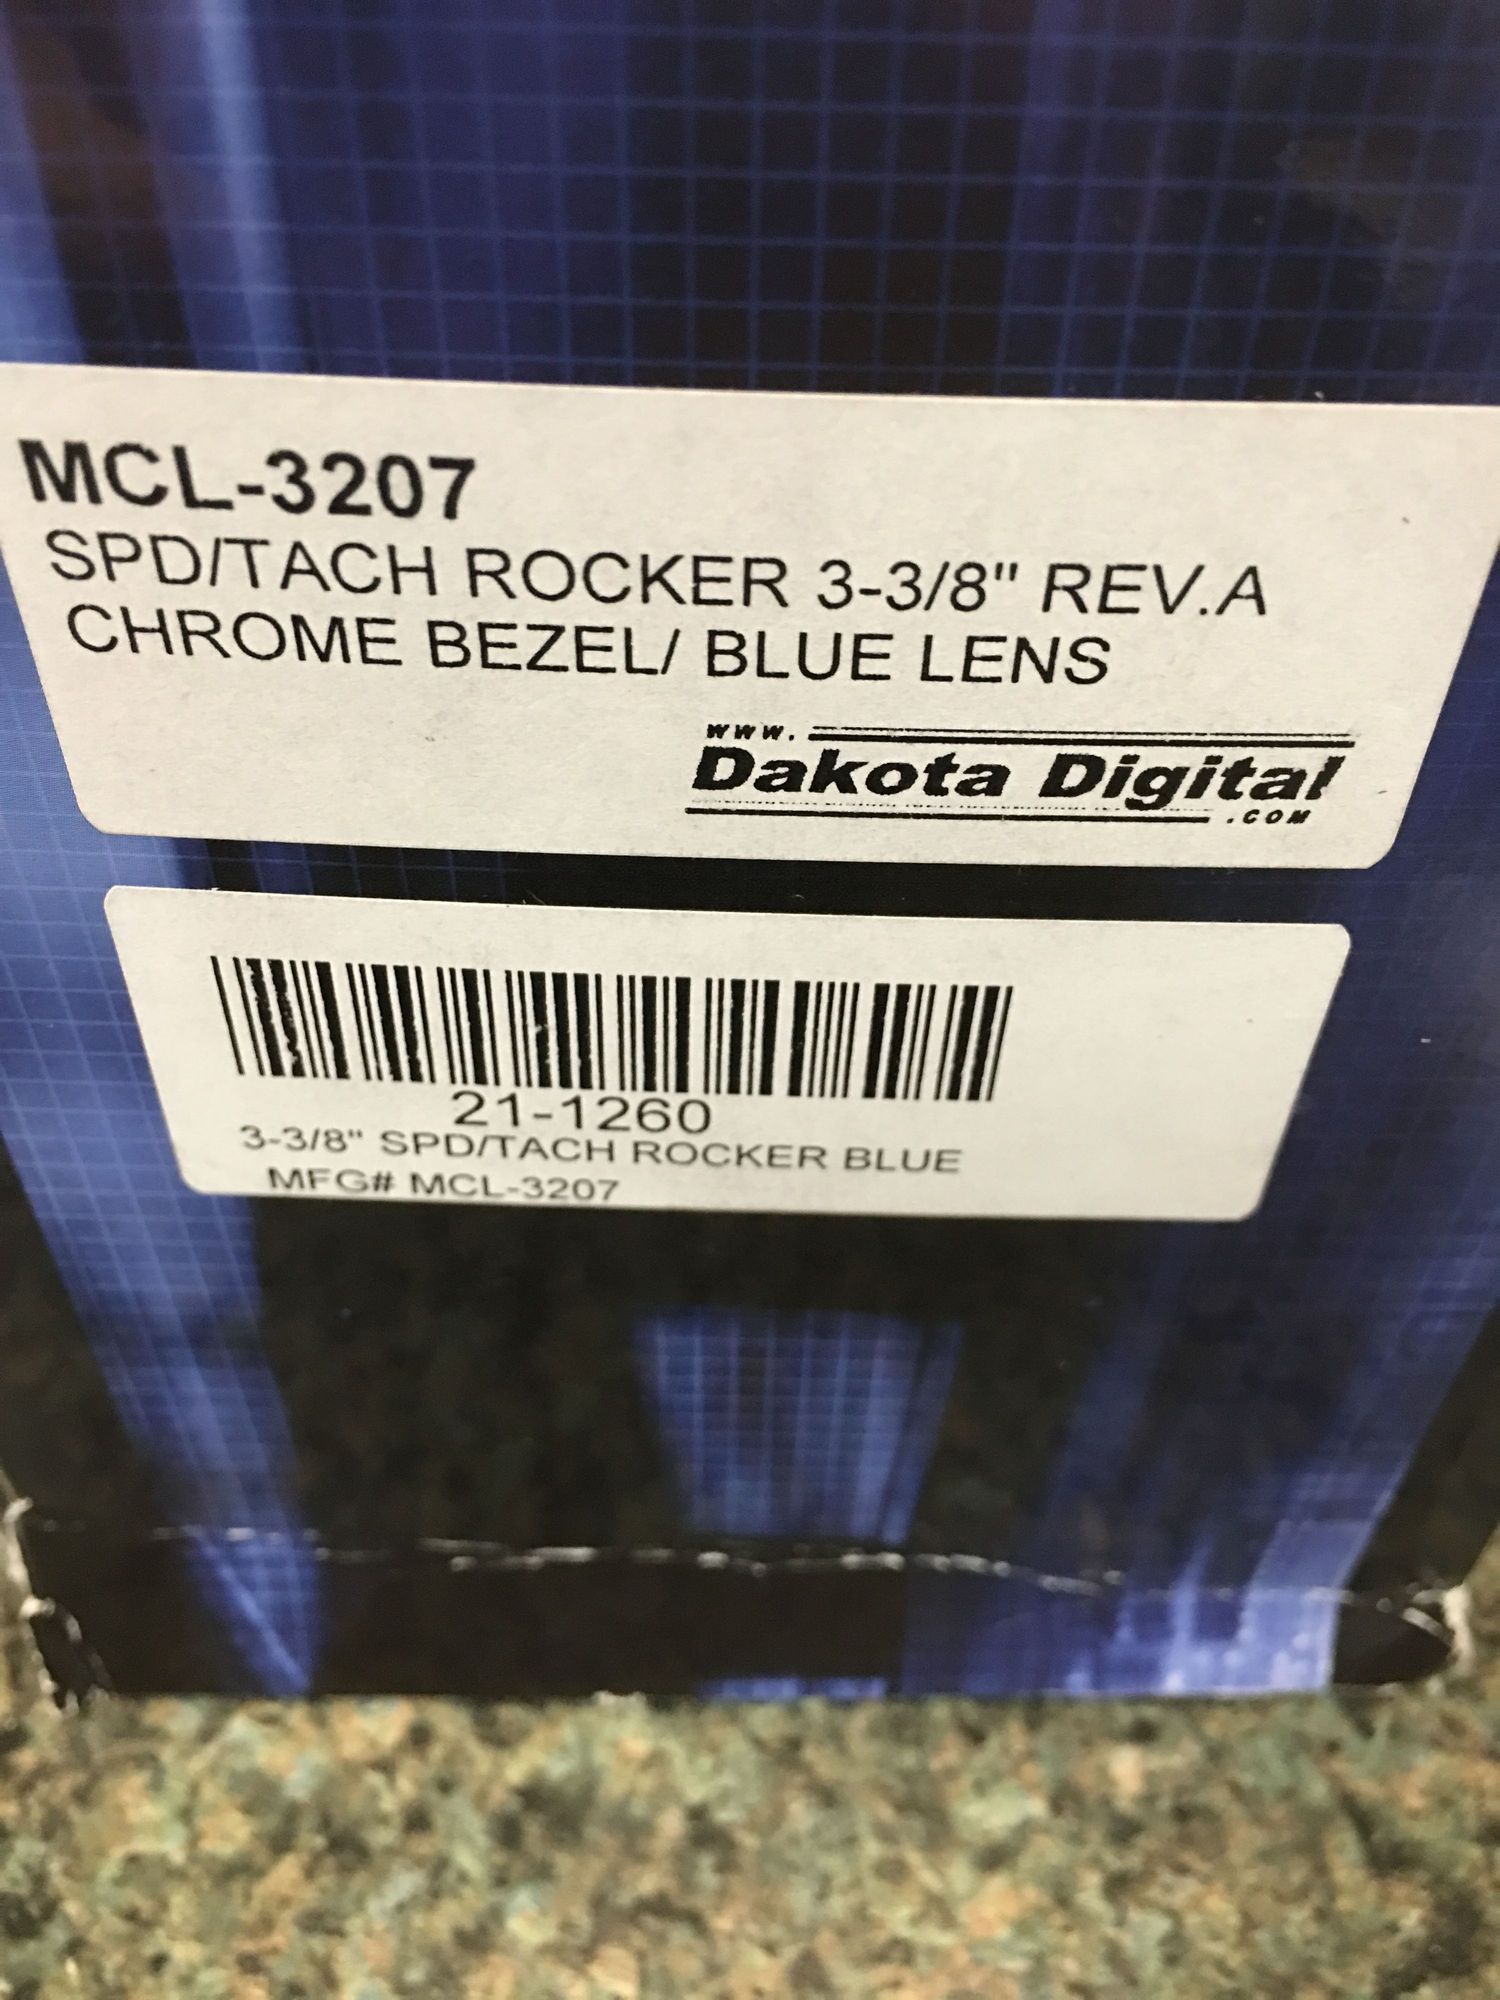 MCL-3207
SPD/TACH ROCKER 3-3/8" REV.A
CHROME BEZEL/ BLUE LENS
www.
Dakota Digital
.COM
21-1260
3-3/8" SPD/TACH ROCKER BLUE
MFG# MCL-3207